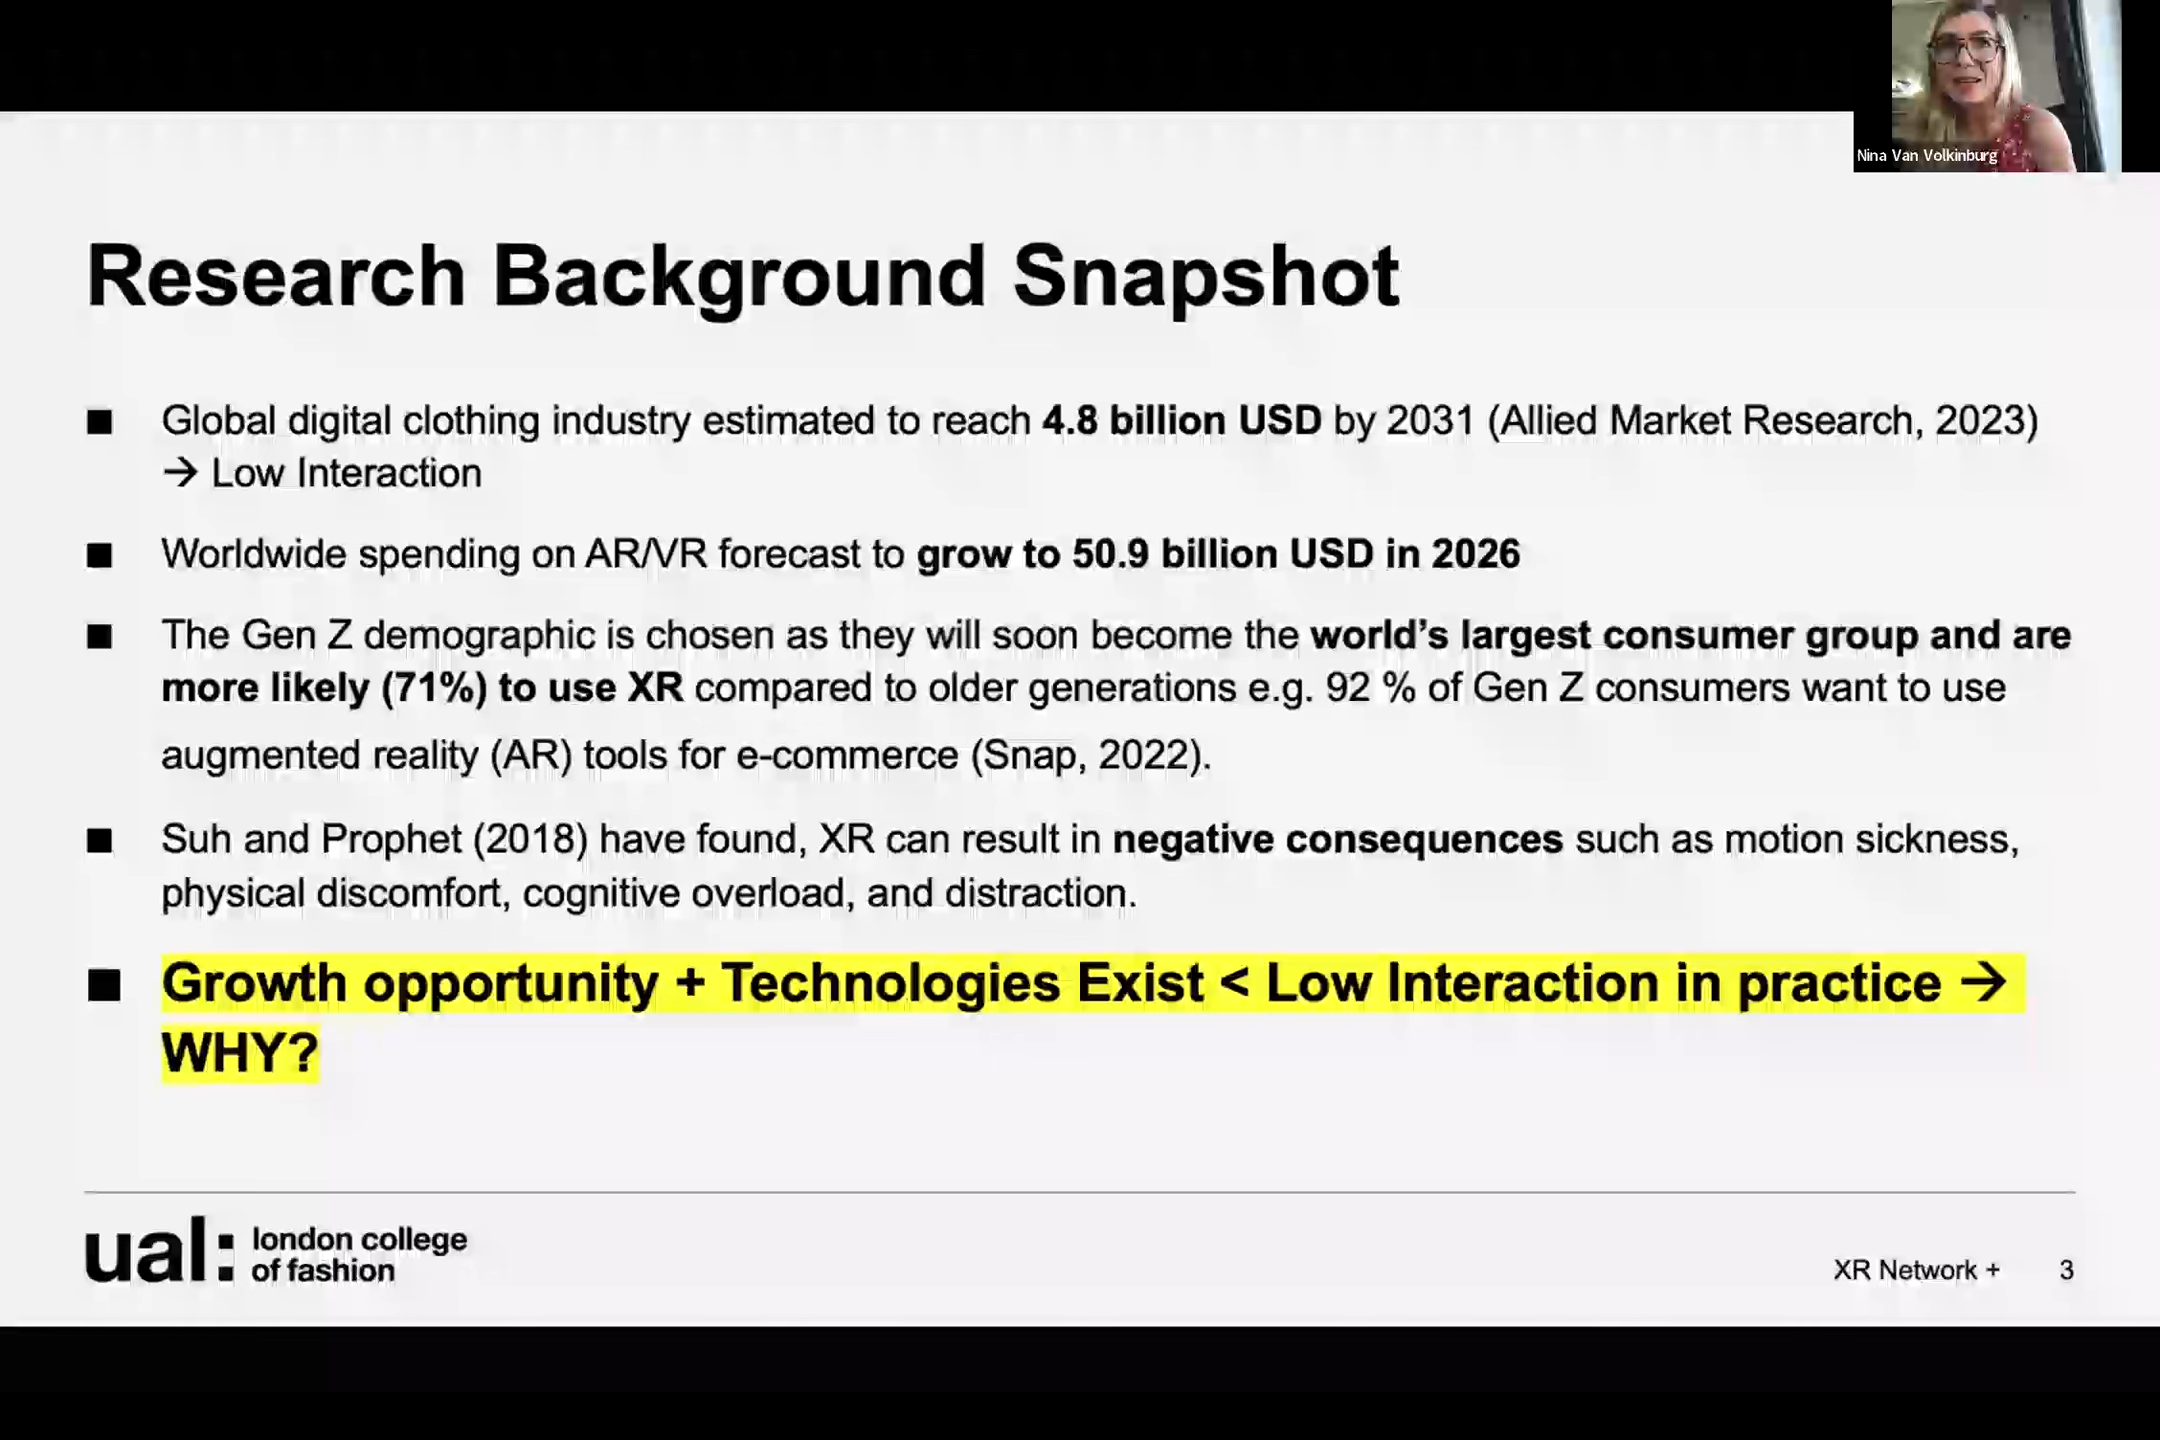 Nina Van Volkinburg
Research Background Snapshot
■ Global digital clothing industry estimated to reach 4.8 billion USD by 2031 (Allied Market Research, 2023)
→ Low Interaction
■ Worldwide spending on AR/VR forecast to grow to 50.9 billion USD in 2026
■ The Gen Z demographic is chosen as they will soon become the world’s largest consumer group and are
more likely (71%) to use XR compared to older generations e.g. 92 % of Gen Z consumers want to use
augmented reality (AR) tools for e-commerce (Snap, 2022).
■ Suh and Prophet (2018) have found, XR can result in negative consequences such as motion sickness,
physical discomfort, cognitive overload, and distraction.
■ Growth opportunity + Technologies Exist < Low Interaction in practice →
WHY?
ual: london college
of fashion
XR Network + 3